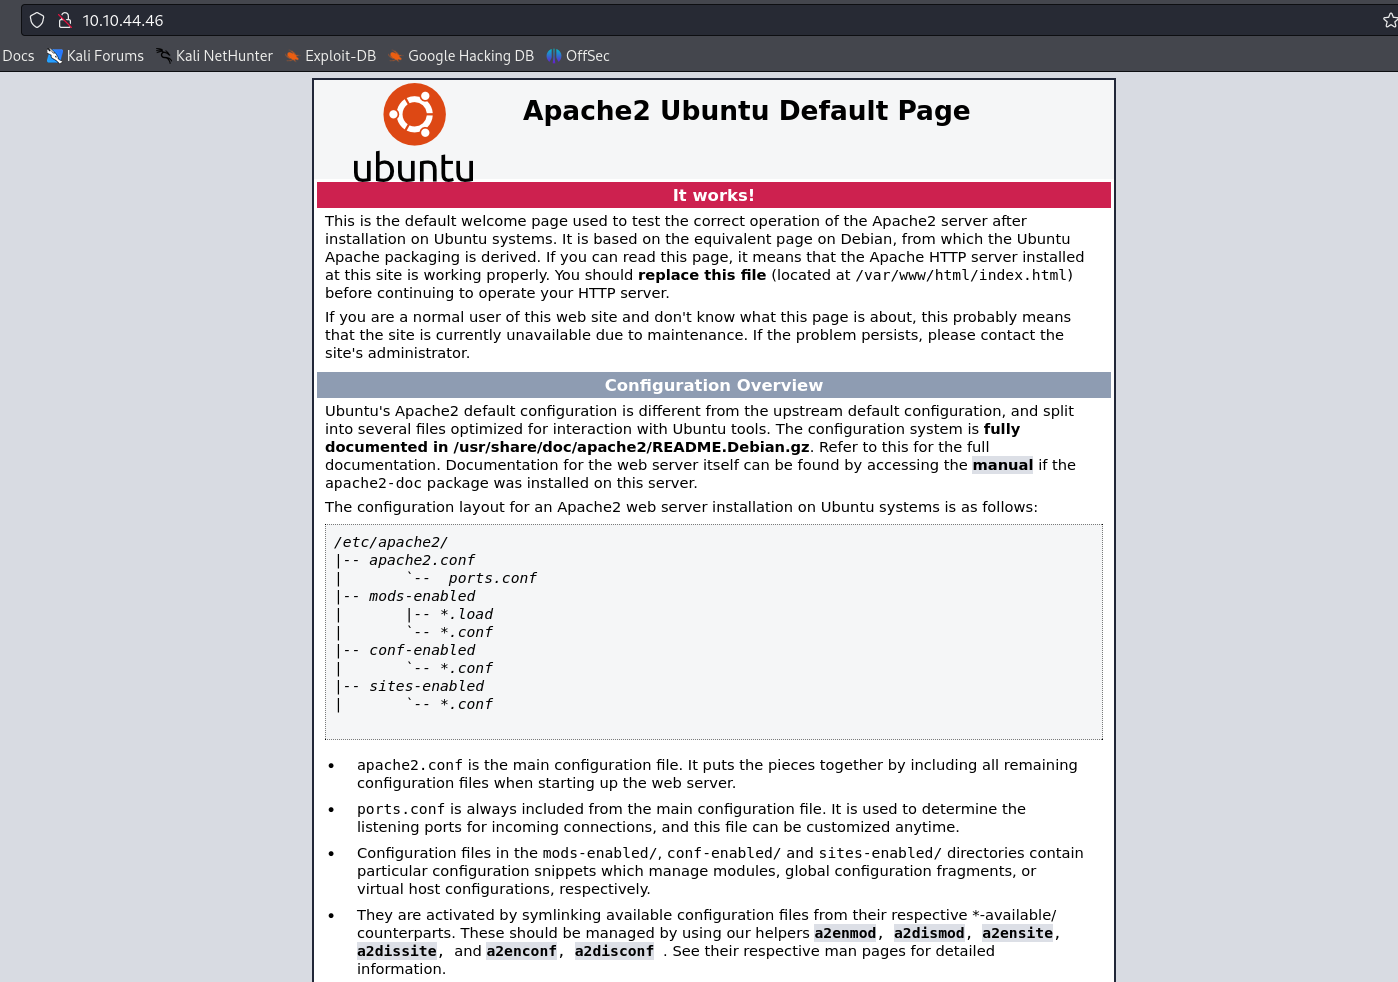 10.10.44.46
Docs Kali Forums Kali NetHunter Exploit-DB Google Hacking DB OffSec
ubuntu
Apache2 Ubuntu Default Page
It works!
This is the default welcome page used to test the correct operation of the Apache2 server after
installation on Ubuntu systems. It is based on the equivalent page on Debian, from which the Ubuntu
Apache packaging is derived. If you can read this page, it means that the Apache HTTP server installed
at this site is working properly. You should replace this file (located at /var/www/html/index.html)
before continuing to operate your HTTP server.
If you are a normal user of this web site and don't know what this page is about, this probably means
that the site is currently unavailable due to maintenance. If the problem persists, please contact the
site's administrator.
Configuration Overview
Ubuntu's Apache2 default configuration is different from the upstream default configuration, and split
into several files optimized for interaction with Ubuntu tools. The configuration system is fully
documented in /usr/share/doc/apache2/README.Debian.gz. Refer to this for the full
documentation. Documentation for the web server itself can be found by accessing the manual if the
apache2-doc package was installed on this server.
The configuration layout for an Apache2 web server installation on Ubuntu systems is as follows:
/etc/apache2/
|-- apache2.conf
|       `--  ports.conf
|-- mods-enabled
|       |-- *.load
|       `-- *.conf
|-- conf-enabled
|       `-- *.conf
|-- sites-enabled
|       `-- *.conf
• apache2.conf is the main configuration file. It puts the pieces together by including all remaining
configuration files when starting up the web server.
• ports.conf is always included from the main configuration file. It is used to determine the
listening ports for incoming connections, and this file can be customized anytime.
• Configuration files in the mods-enabled/, conf-enabled/ and sites-enabled/ directories contain
particular configuration snippets which manage modules, global configuration fragments, or
virtual host configurations, respectively.
• They are activated by symlinking available configuration files from their respective *-available/
counterparts. These should be managed by using our helpers a2enmod, a2dismod, a2ensite,
a2dissite, and a2enconf, a2disconf . See their respective man pages for detailed
information.